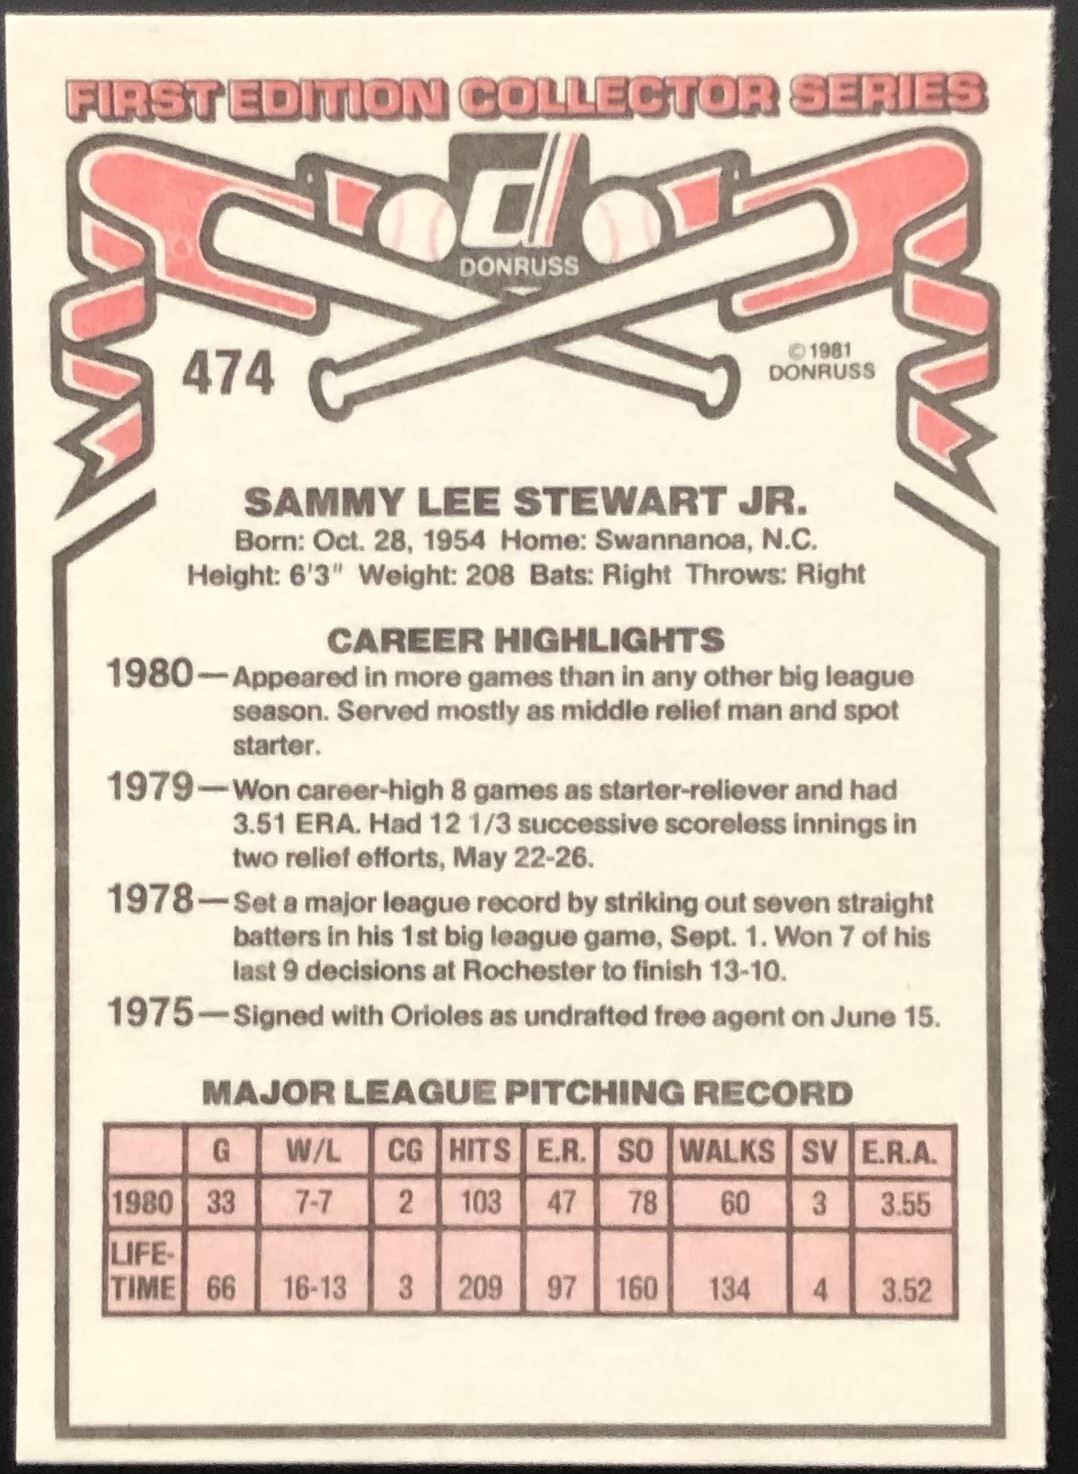 FIRST EDITION COLLECTOR SERIES
d
DONRUSS
474
©1981
DONRUSS
SAMMY LEE STEWART JR.
Born: Oct. 28, 1954 Home: Swannanoa, N.C.
Height: 6'3" Weight: 208 Bats: Right Throws: Right
CAREER HIGHLIGHTS
1980—Appeared in more games than in any other big league
season. Served mostly as middle relief man and spot
starter.
1979—Won career-high 8 games as starter-reliever and had
3.51 ERA. Had 12 1/3 successive scoreless innings in
two relief efforts, May 22-26.
1978—Set a major league record by striking out seven straight
batters in his 1st big league game, Sept. 1. Won 7 of his
last 9 decisions at Rochester to finish 13-10.
1975—Signed with Orioles as undrafted free agent on June 15.
MAJOR LEAGUE PITCHING RECORD
G W/L CG HITS E.R. SO WALKS SV E.R.A.
1980 33 7-7 2 103 47 78 60 3 3.55
LIFE-
TIME 66 16-13 3 209 97 160 134 4 3.52